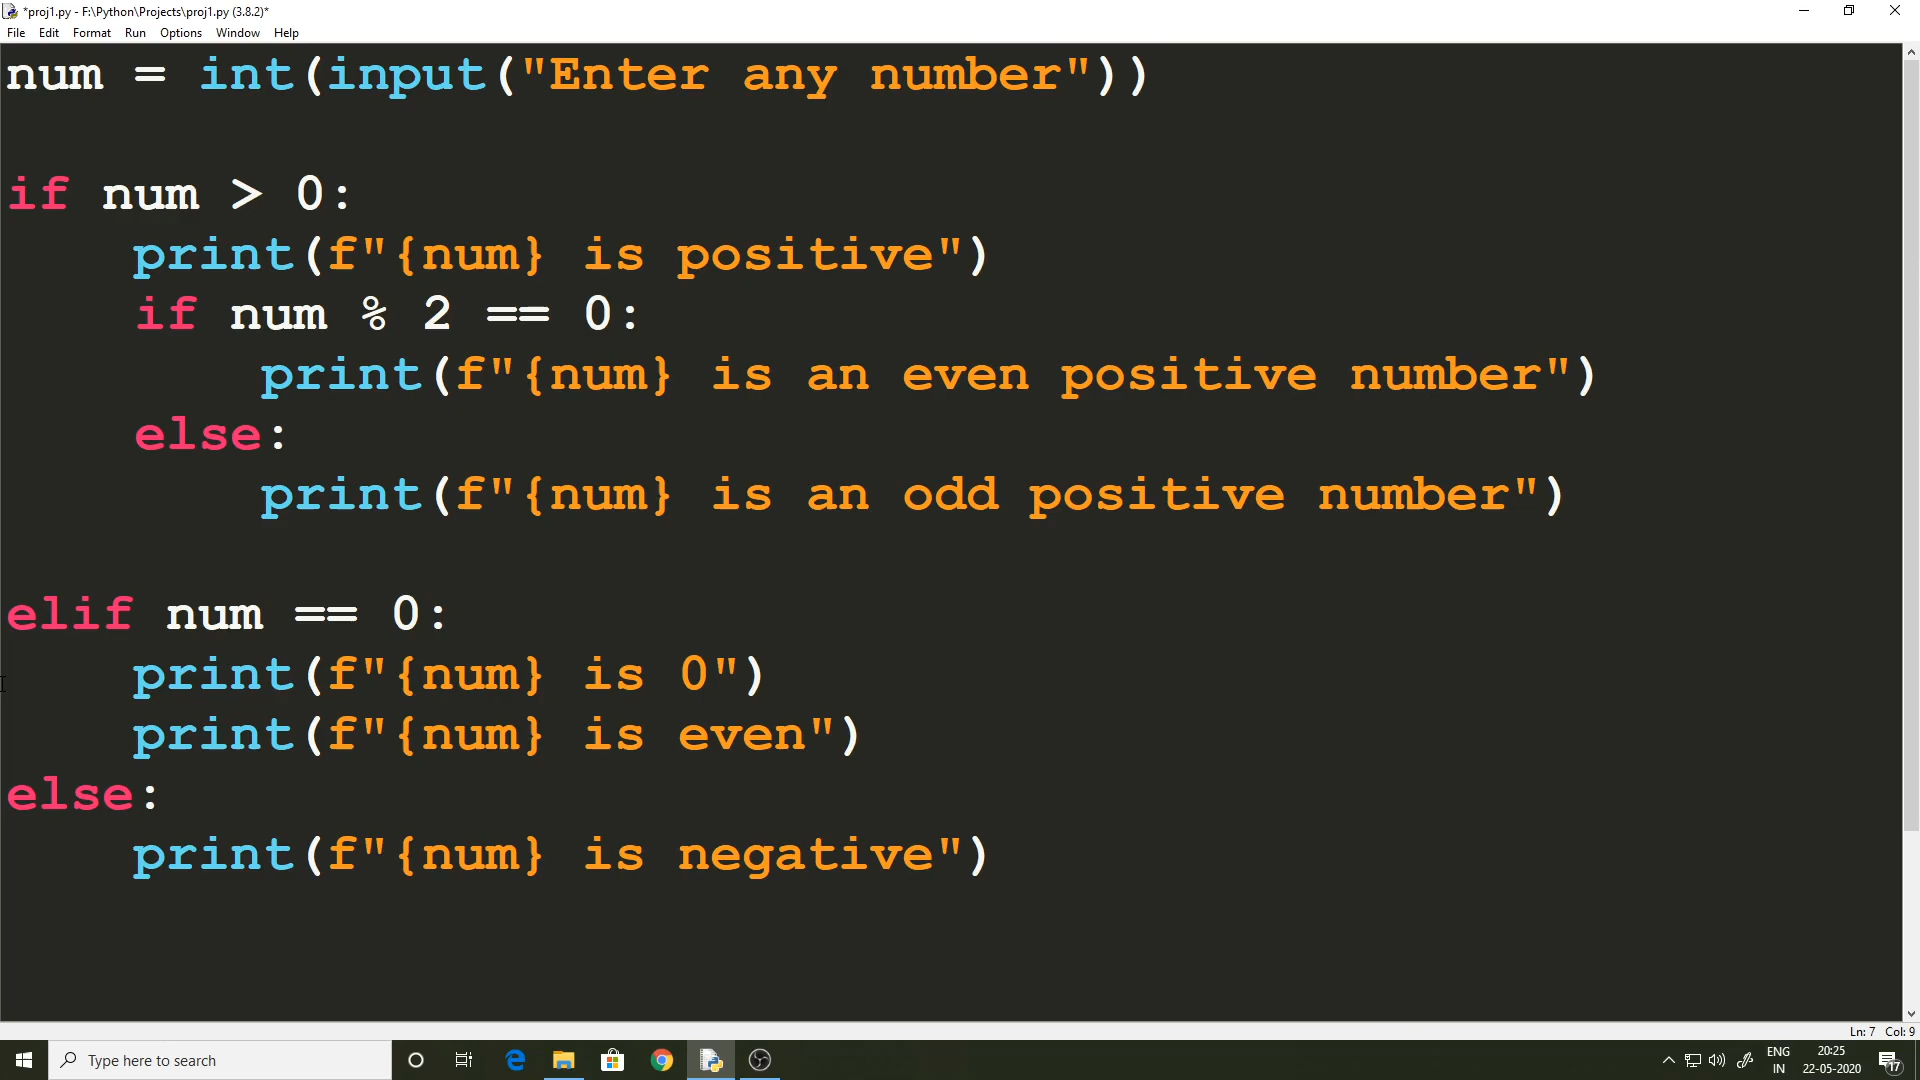 *proj1.py - F:\Python\Projects\proj1.py (3.8.2)*
File Edit Format Run Options Window Help
num = int(input("Enter any number"))
if num > 0:
    print(f"{num} is positive")
    if num % 2 == 0:
        print(f"{num} is an even positive number")
    else:
        print(f"{num} is an odd positive number")
elif num == 0:
    print(f"{num} is 0")
    print(f"{num} is even")
else:
    print(f"{num} is negative")
Ln: 7 Col: 9
Type here to search
ENG
IN
20:25
22-05-2020
17